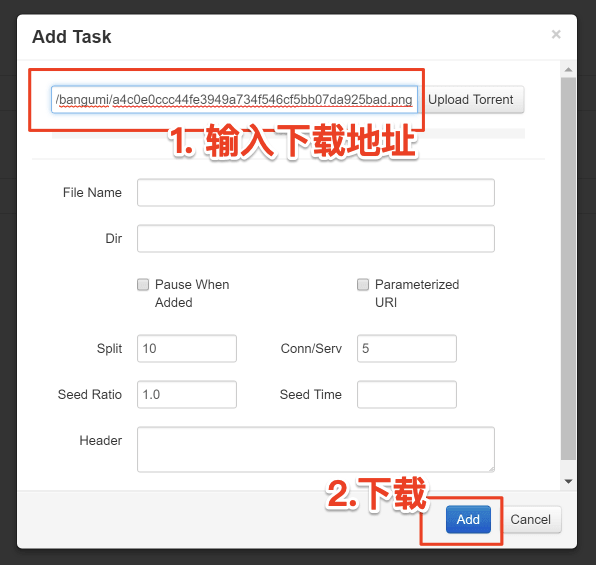 Add Task
×
/bangumi/a4c0e0ccc44fe3949a734f546cf5bb07da925bad.png
Upload Torrent
1. 输入下载地址
File Name
Dir
Pause When
Added
Parameterized
URI
Split
10
Conn/Serv
5
Seed Ratio
1.0
Seed Time
Header
2.下载
Add
Cancel